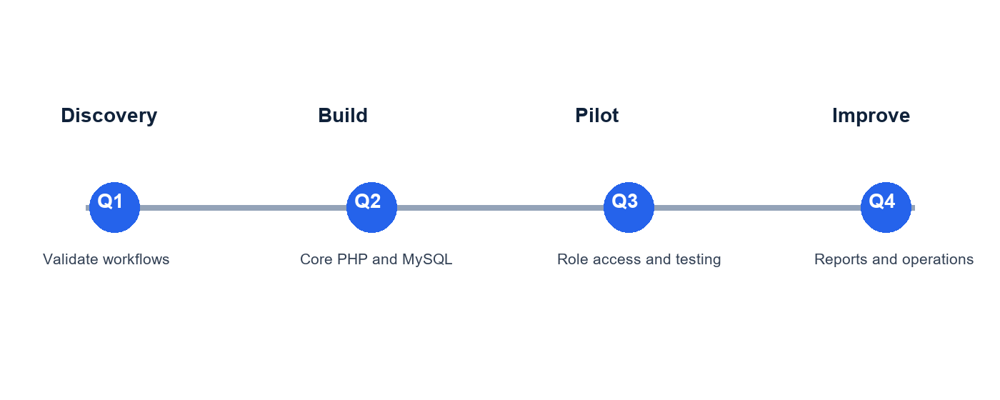 Discovery
Build
Pilot
Improve
Q1
Q2
Q3
Q4
Validate workflows
Core PHP and MySQL
Role access and testing
Reports and operations